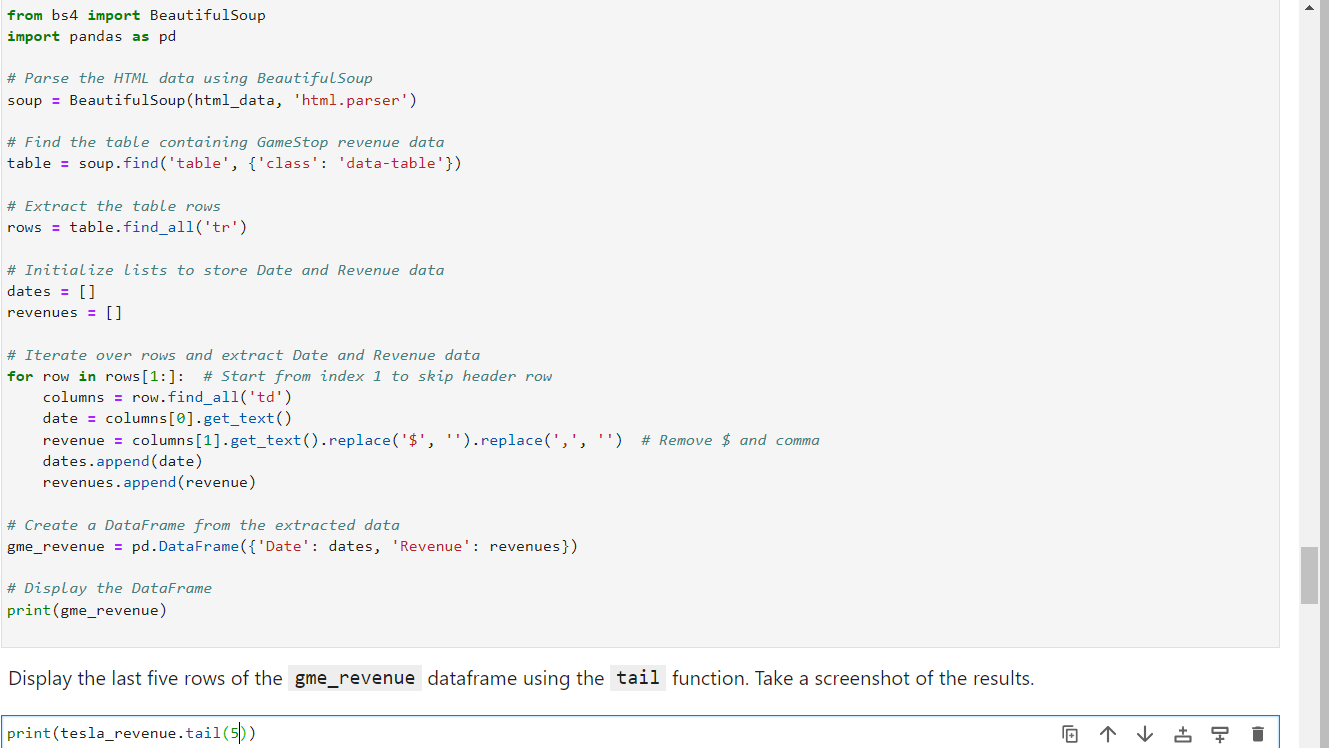 from bs4 import BeautifulSoup
import pandas as pd
# Parse the HTML data using BeautifulSoup
soup = BeautifulSoup(html_data, 'html.parser')
# Find the table containing GameStop revenue data
table = soup.find('table', {'class': 'data-table'})
# Extract the table rows
rows = table.find_all('tr')
# Initialize lists to store Date and Revenue data
dates = []
revenues = []
# Iterate over rows and extract Date and Revenue data
for row in rows[1:]:  # Start from index 1 to skip header row
    columns = row.find_all('td')
    date = columns[0].get_text()
    revenue = columns[1].get_text().replace('$', '').replace(',', '')  # Remove $ and comma
    dates.append(date)
    revenues.append(revenue)
# Create a DataFrame from the extracted data
gme_revenue = pd.DataFrame({'Date': dates, 'Revenue': revenues})
# Display the DataFrame
print(gme_revenue)
Display the last five rows of the gme_revenue dataframe using the tail function. Take a screenshot of the results.
print(tesla_revenue.tail(5))